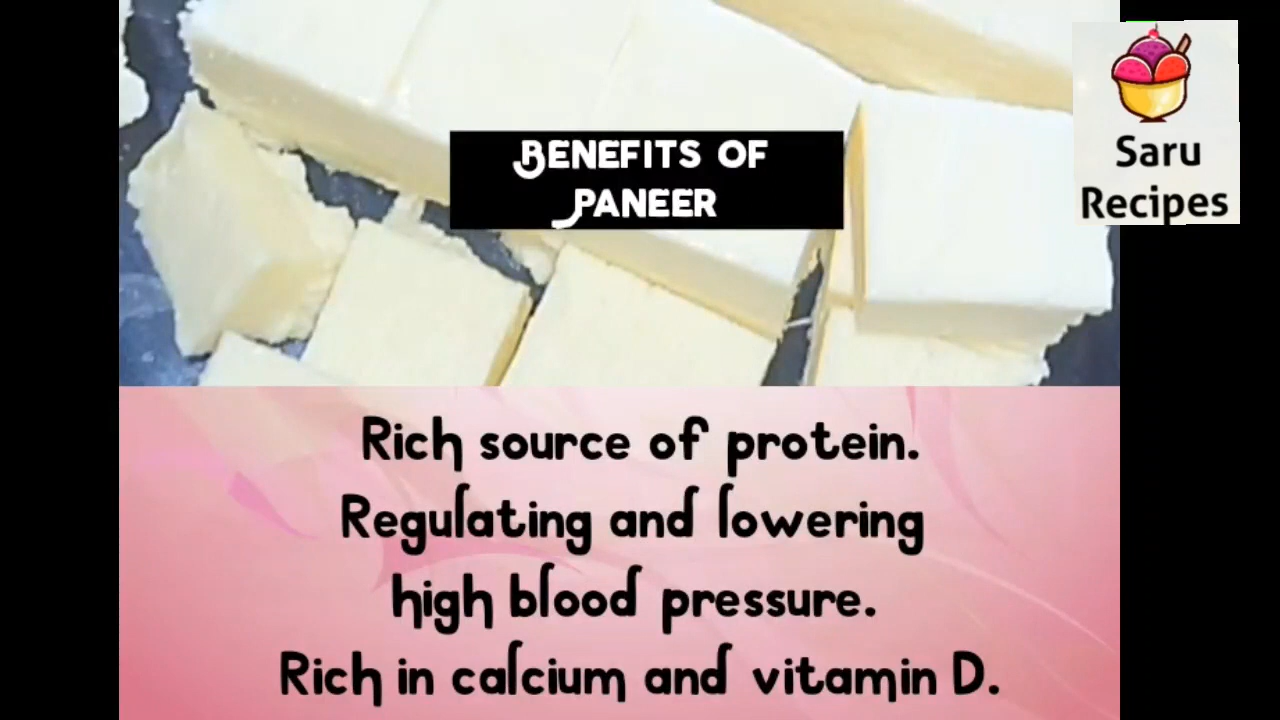 BENEFITS OF
PANEER
Saru
Recipes
Rich source of protein.
Regulating and lowering
high blood pressure.
Rich in calcium and vitamin D.